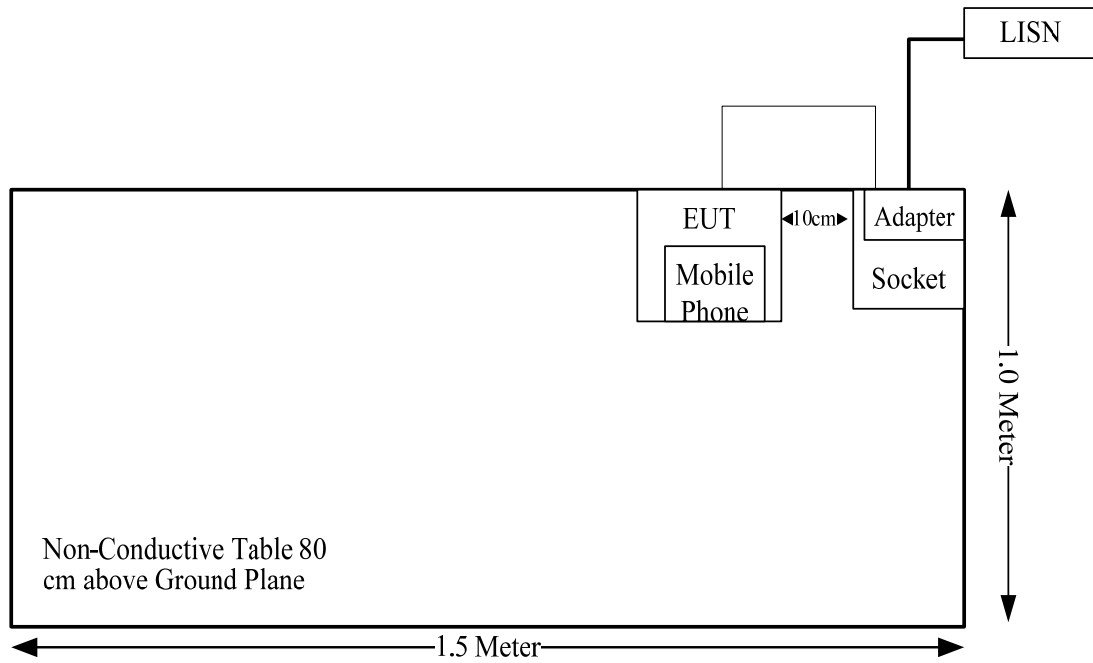 LISN
EUT
10cm
Adapter
Mobile
Phone
Socket
1.0 Meter
Non-Conductive Table 80
cm above Ground Plane
1.5 Meter